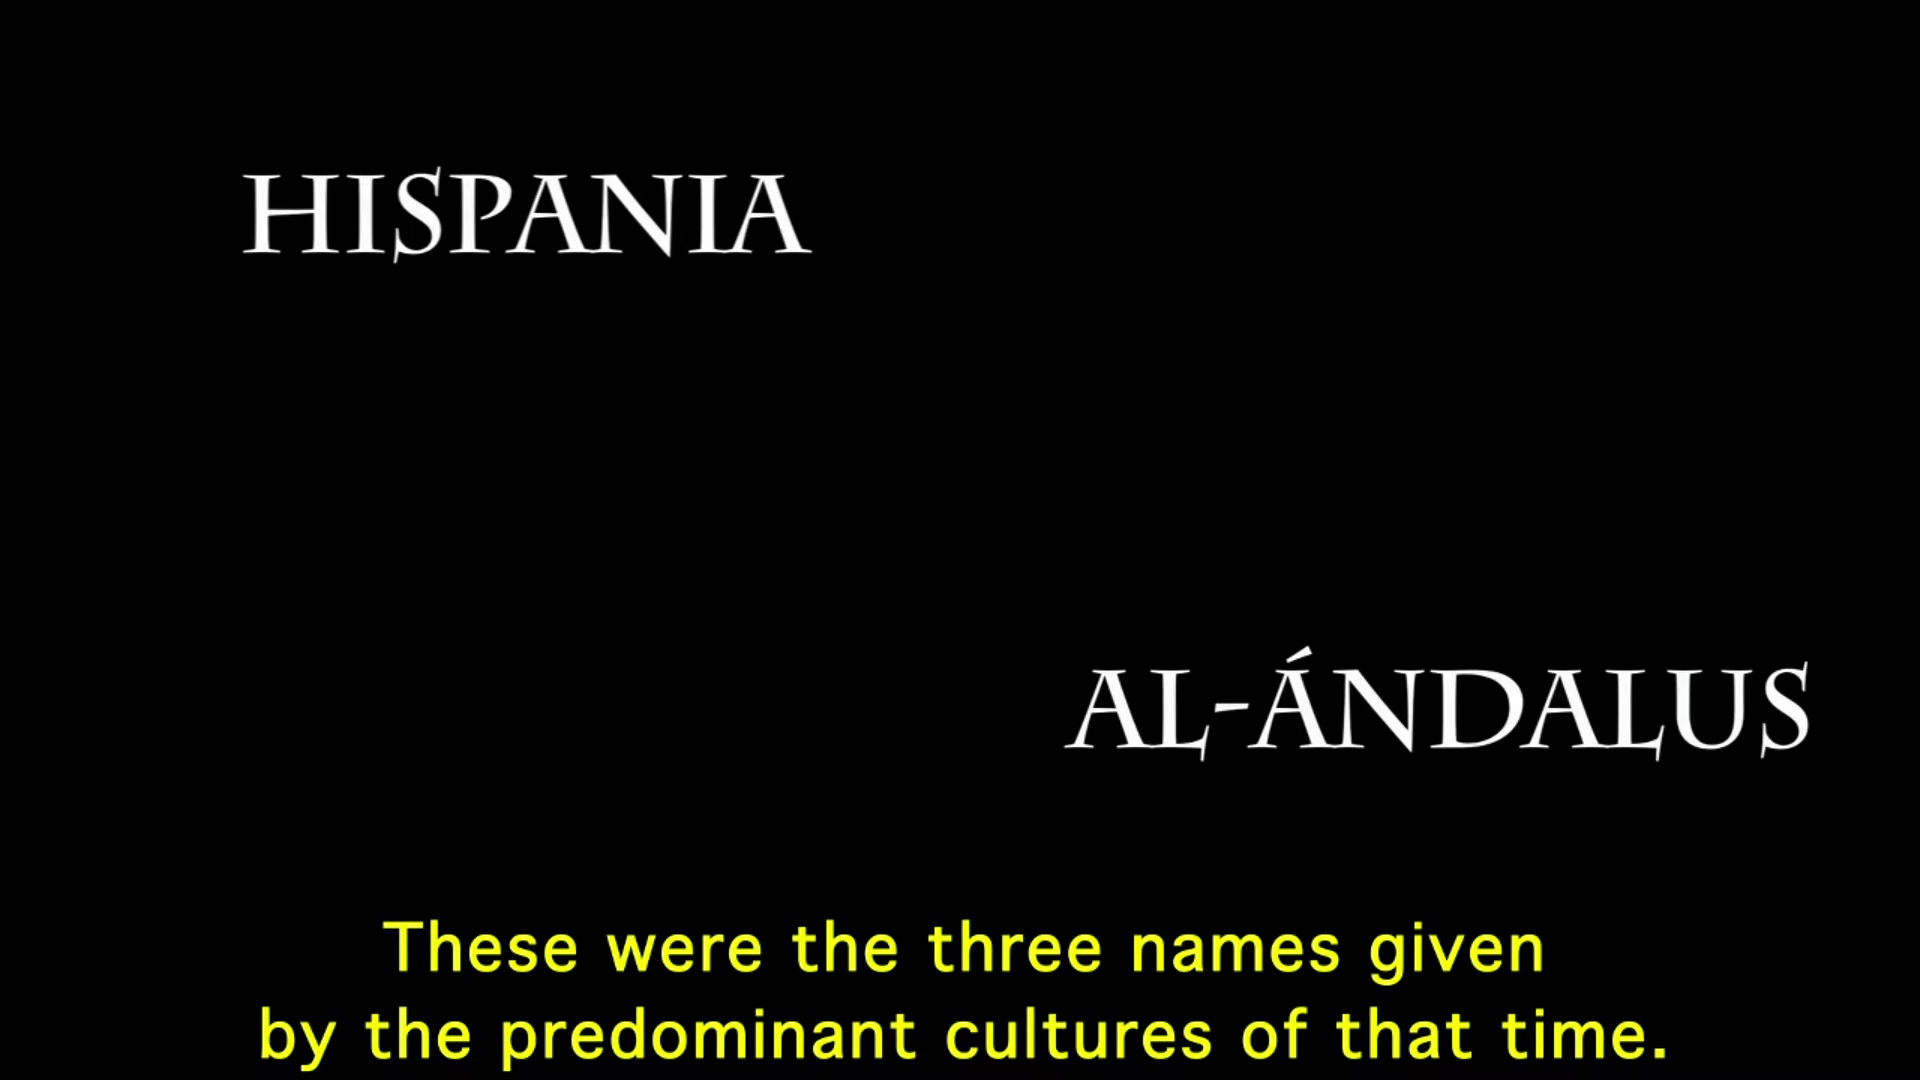 HISPANIA
AL-ÁNDALUS
These were the three names given
by the predominant cultures of that time.